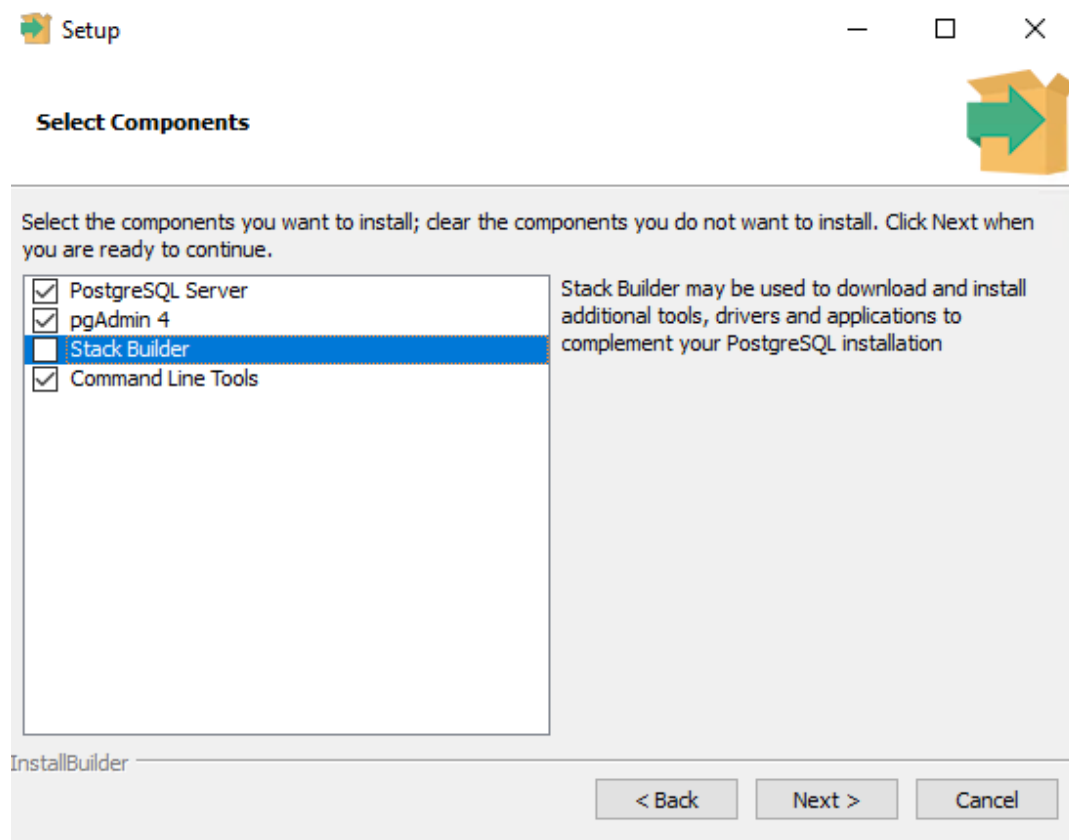 Setup
Select Components
Select the components you want to install; clear the components you do not want to install. Click Next when
you are ready to continue.
PostgreSQL Server
pgAdmin 4
Stack Builder
Command Line Tools
Stack Builder may be used to download and install
additional tools, drivers and applications to
complement your PostgreSQL installation
InstallBuilder
< Back
Next >
Cancel